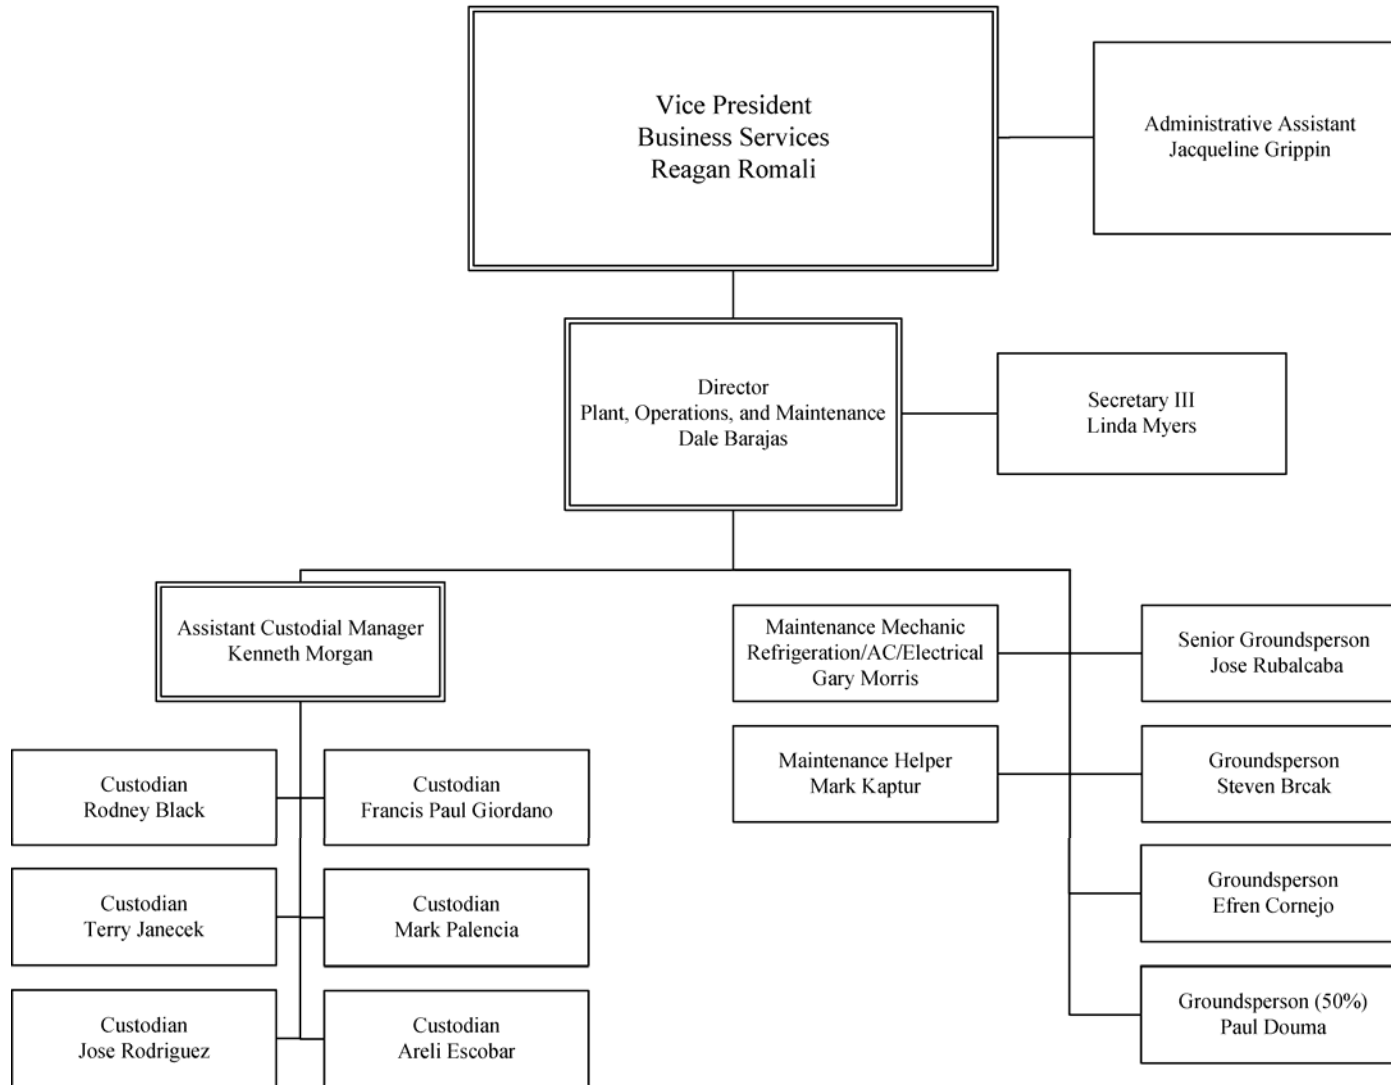 Vice President
Business Services
Reagan Romali
Administrative Assistant
Jacqueline Grippin
Director
Plant, Operations, and Maintenance
Dale Barajas
Secretary III
Linda Myers
Assistant Custodial Manager
Kenneth Morgan
Maintenance Mechanic
Refrigeration/AC/Electrical
Gary Morris
Senior Groundsperson
Jose Rubalcaba
Maintenance Helper
Mark Kaptur
Groundsperson
Steven Brcak
Custodian
Rodney Black
Custodian
Francis Paul Giordano
Groundsperson
Efren Cornejo
Custodian
Terry Janecek
Custodian
Mark Palencia
Groundsperson (50%)
Paul Douma
Custodian
Jose Rodriguez
Custodian
Areli Escobar